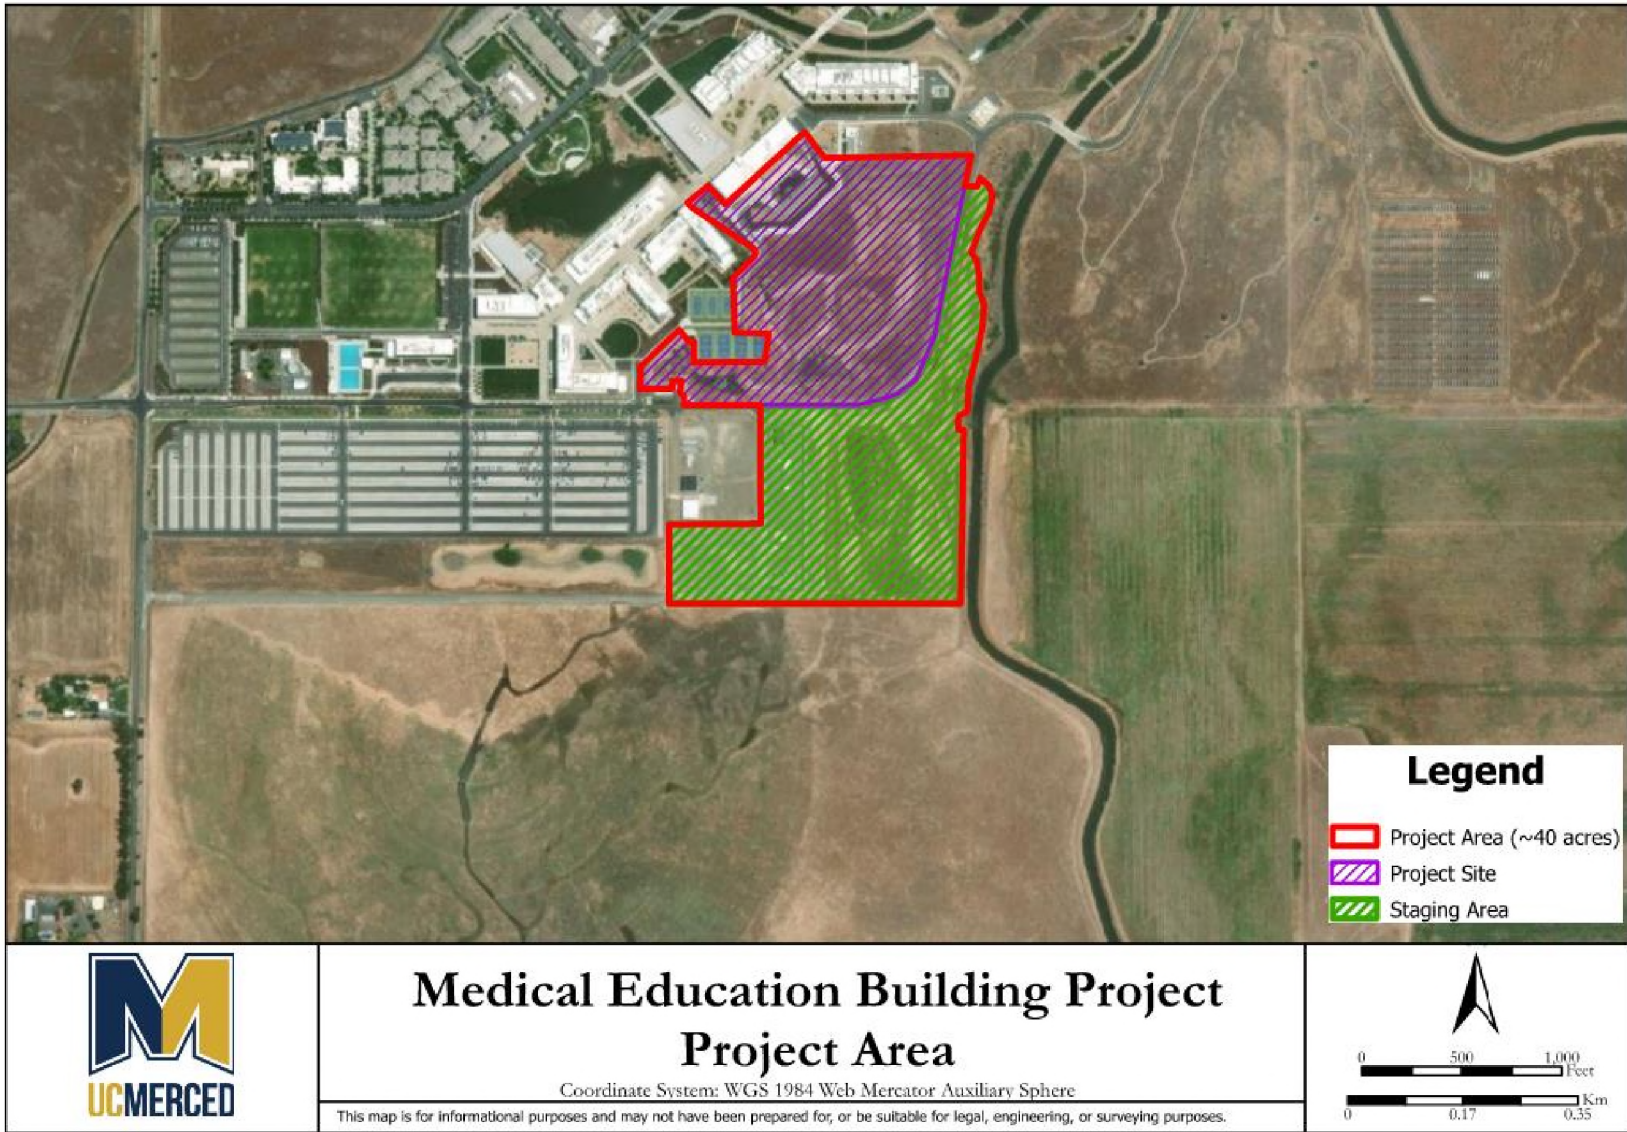 Legend
Project Area (~40 acres)
Project Site
Staging Area
UCMERCED
Medical Education Building Project
Project Area
Coordinate System: WGS 1984 Web Mercator Auxiliary Sphere
This map is for informational purposes and may not have been prepared for, or be suitable for legal, engineering, or surveying purposes.
0 500 1,000
Feet
Km
0 0.17 0.35